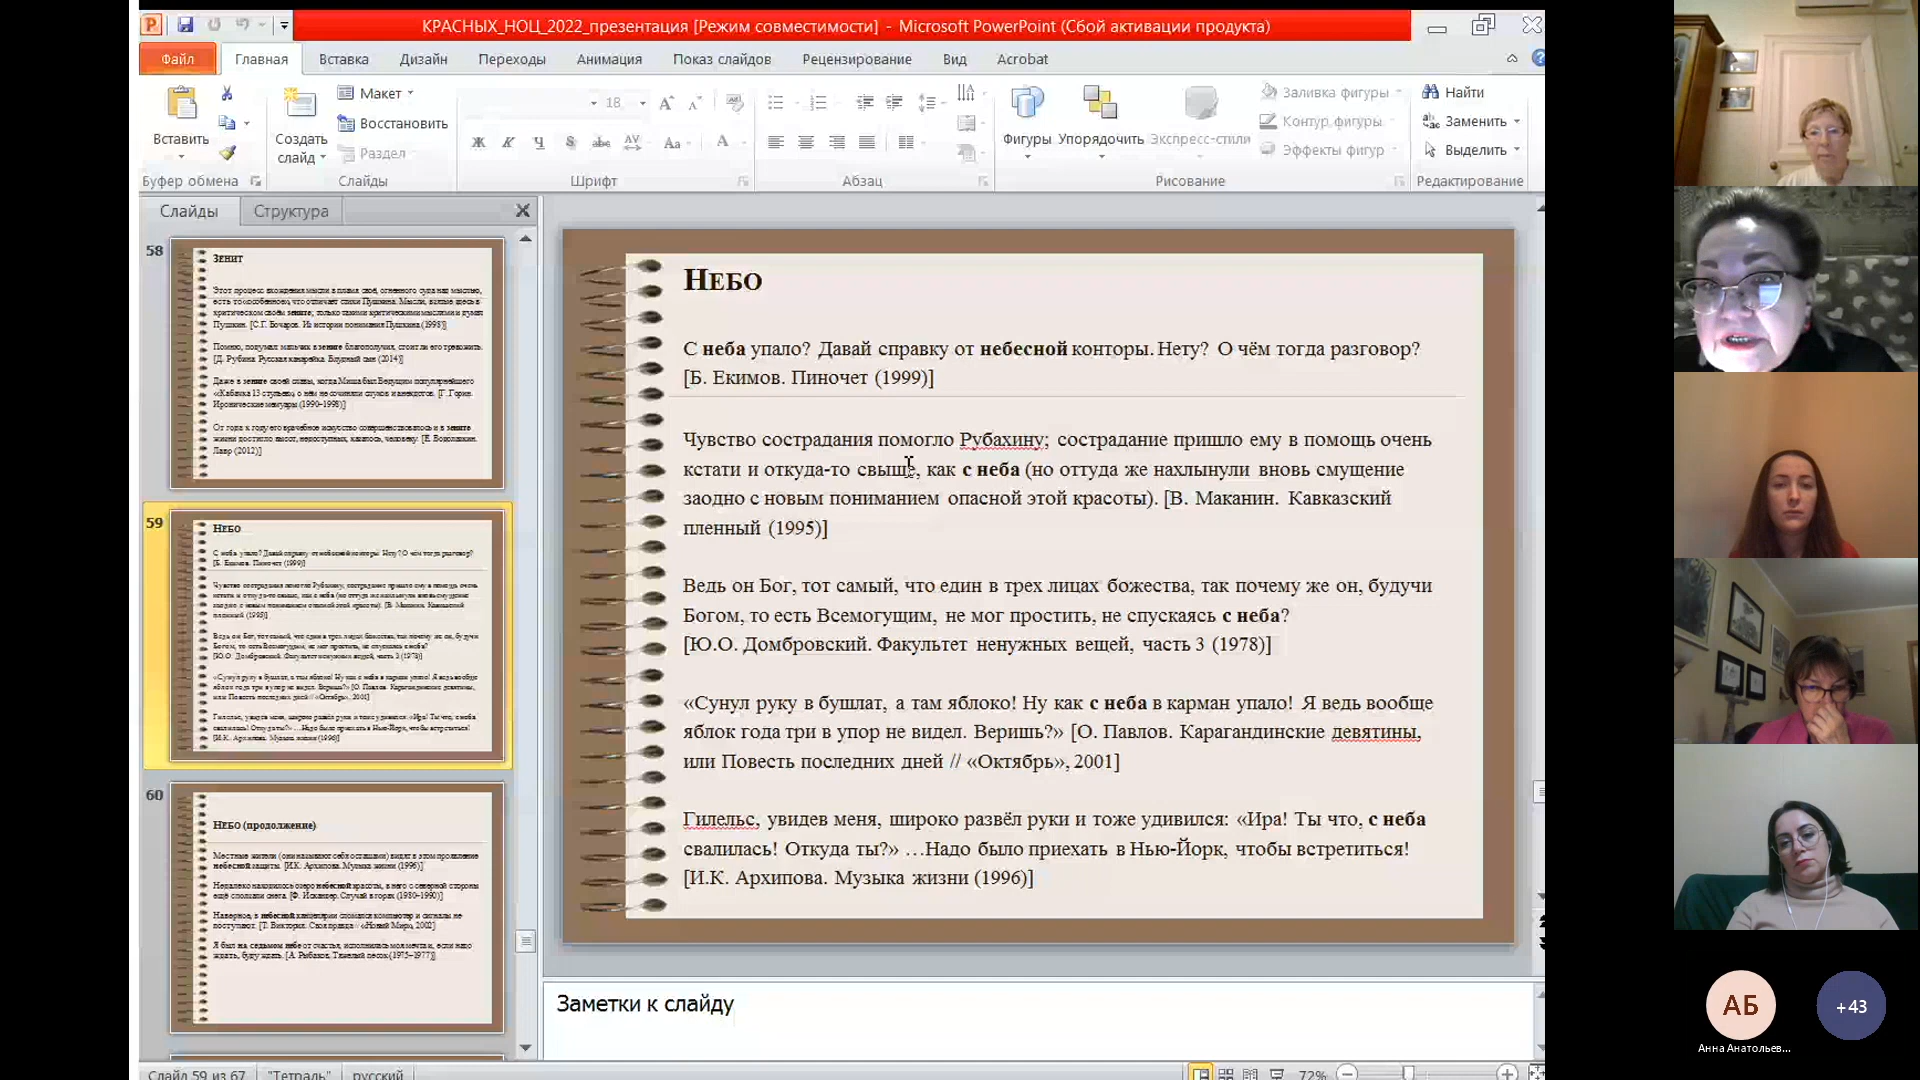 КРАСНЫХ_НОЦ_2022_презентация [Режим совместимости] - Microsoft PowerPoint (Сбой активации продукта)
Файл Главная Вставка Дизайн Переходы Анимация Показ слайдов Рецензирование Вид Acrobat
Вставить
Создать слайд
Макет
Восстановить
Раздел
18
Ж К Ч S abc AV Aa A
Фигуры Упорядочить Экспресс-стили
Заливка фигуры
Контур фигуры
Эффекты фигур
Найти
Заменить
Выделить
Буфер обмена Слайды Шрифт Абзац Рисование Редактирование
Слайды Структура
58
ЗЕНИТ
59
НЕБО
60
НЕБО (продолжение)
НЕБО
С неба упало? Давай справку от небесной конторы. Нету? О чём тогда разговор?
[Б. Екимов. Пиночет (1999)]
Чувство сострадания помогло Рубахину; сострадание пришло ему в помощь очень
кстати и откуда-то свыше, как с неба (но оттуда же нахлынули вновь смущение
заодно с новым пониманием опасной этой красоты). [В. Маканин. Кавказский
пленный (1995)]
Ведь он Бог, тот самый, что един в трех лицах божества, так почему же он, будучи
Богом, то есть Всемогущим, не мог простить, не спускаясь с неба?
[Ю.О. Домбровский. Факультет ненужных вещей, часть 3 (1978)]
«Сунул руку в бушлат, а там яблоко! Ну как с неба в карман упало! Я ведь вообще
яблок года три в упор не видел. Веришь?» [О. Павлов. Карагандинские девятины,
или Повесть последних дней // «Октябрь», 2001]
Гилельс, увидев меня, широко развёл руки и тоже удивился: «Ира! Ты что, с неба
свалилась! Откуда ты?» …Надо было приехать в Нью-Йорк, чтобы встретиться!
[И.К. Архипова. Музыка жизни (1996)]
Заметки к слайду
Слайд 59 из 67 "Тетрадь" русский 72%
АБ
+43
Анна Анатольев...